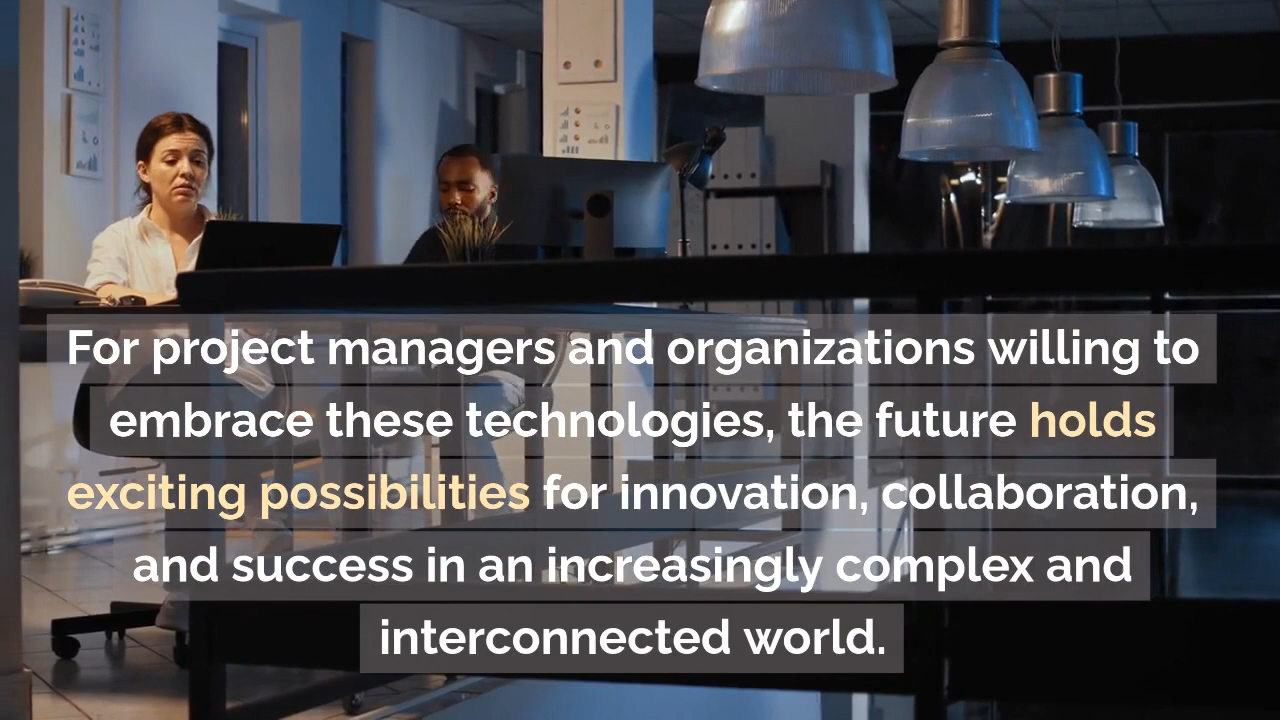 For project managers and organizations willing to
embrace these technologies, the future holds
exciting possibilities for innovation, collaboration,
and success in an increasingly complex and
interconnected world.